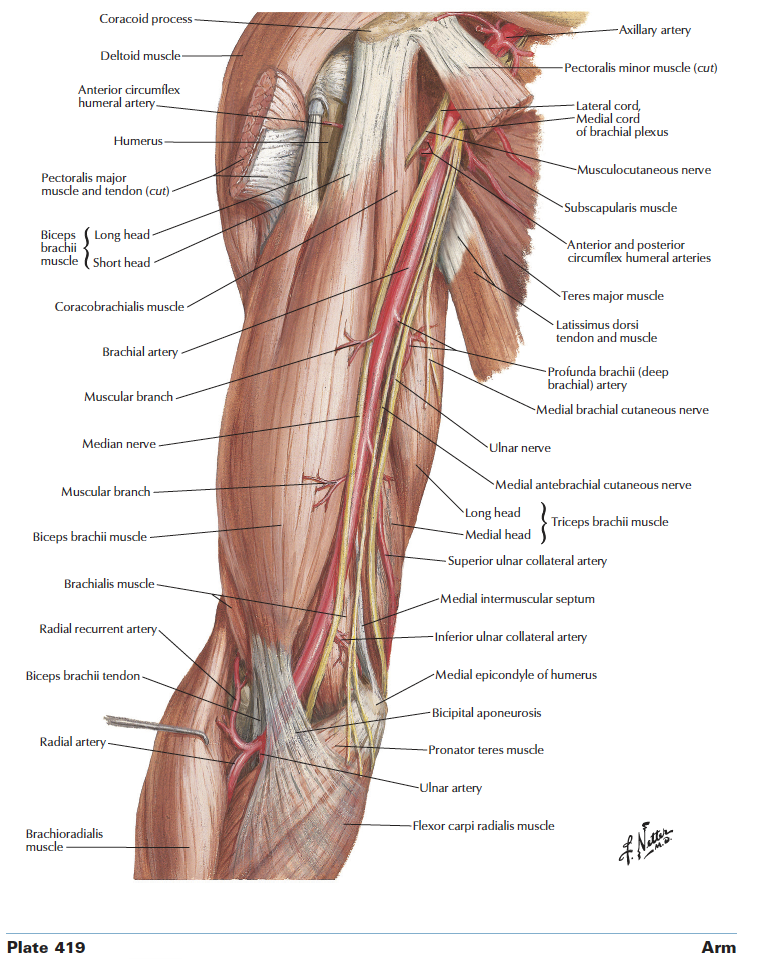 Coracoid process
Deltoid muscle
Anterior circumflex
humeral artery
Humerus
Pectoralis major
muscle and tendon (cut)
Biceps
brachii
muscle
Long head
Short head
Coracobrachialis muscle
Brachial artery
Muscular branch
Median nerve
Muscular branch
Biceps brachii muscle
Brachialis muscle
Radial recurrent artery
Biceps brachii tendon
Radial artery
Brachioradialis
muscle
Axillary artery
Pectoralis minor muscle (cut)
Lateral cord,
Medial cord
of brachial plexus
Musculocutaneous nerve
Subscapularis muscle
Anterior and posterior
circumflex humeral arteries
Teres major muscle
Latissimus dorsi
tendon and muscle
Profunda brachii (deep
brachial) artery
Medial brachial cutaneous nerve
Ulnar nerve
Medial antebrachial cutaneous nerve
Long head
Medial head
Triceps brachii muscle
Superior ulnar collateral artery
Medial intermuscular septum
Inferior ulnar collateral artery
Medial epicondyle of humerus
Bicipital aponeurosis
Pronator teres muscle
Ulnar artery
Flexor carpi radialis muscle
F. Netter
M.D.
Plate 419
Arm